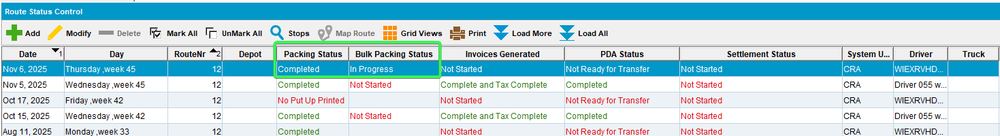 Route Status Control
Add Modify Delete Mark All UnMark All Stops Map Route Grid Views Print Load More Load All
Date 1 Day RouteNr 2 Depot Packing Status Bulk Packing Status Invoices Generated PDA Status Settlement Status System U... Driver Truck
Nov 6, 2025 Thursday ,week 45 12 Completed In Progress Not Started Not Ready for Transfer Not Started CRA WIEXRVHD...
Nov 5, 2025 Wednesday ,week 45 12 Completed Not Started Complete and Tax Complete Completed Not Started CRA Driver 055 w...
Oct 17, 2025 Friday ,week 42 12 No Put Up Printed Not Started Not Ready for Transfer Not Started CRA WIEXRVHD...
Oct 15, 2025 Wednesday ,week 42 12 Completed Not Started Complete and Tax Complete Completed Not Started CRA Driver 055 w...
Aug 11, 2025 Monday ,week 33 12 Completed Not Started Not Ready for Transfer Not Started CRA WIEXRVHD...